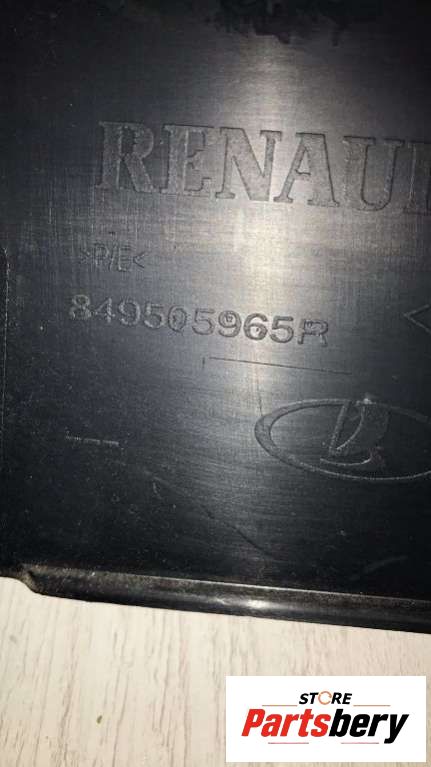 RENAU
>P/E<
849505965R
STORE
Partsbery